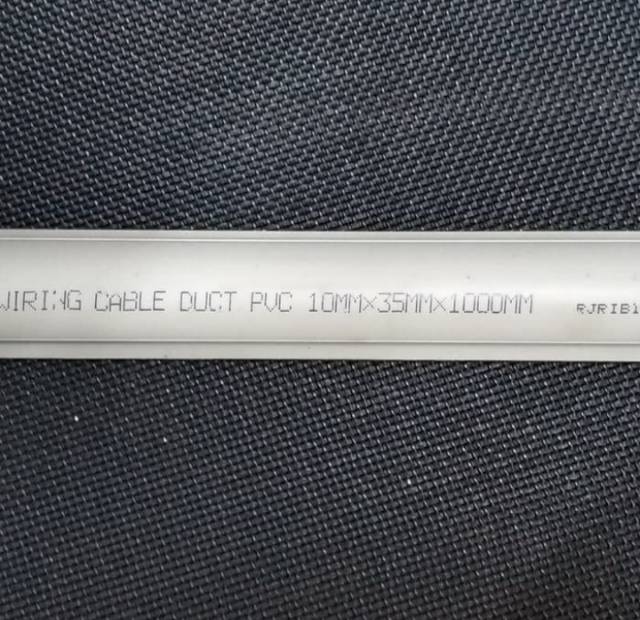 WIRING CABLE DUCT PVC 10MM×35MM×1000MM RJRIB1